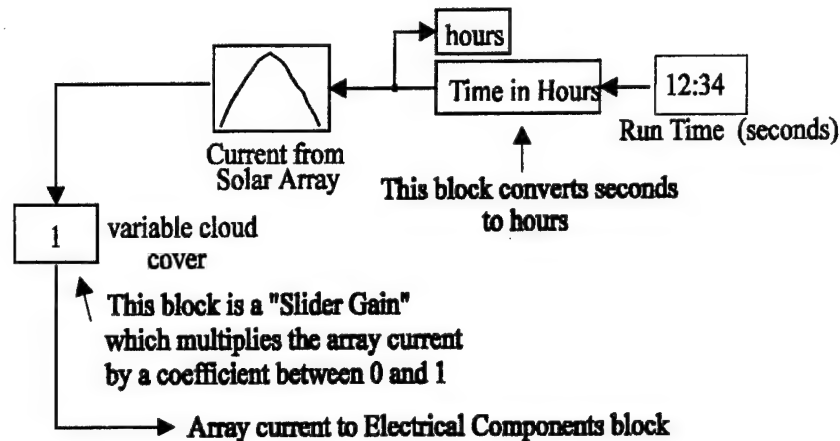 hours
Time in Hours
12:34
Run Time (seconds)
Current from
Solar Array
This block converts seconds
to hours
1
variable cloud
cover
This block is a "Slider Gain"
which multiplies the array current
by a coefficient between 0 and 1
Array current to Electrical Components block